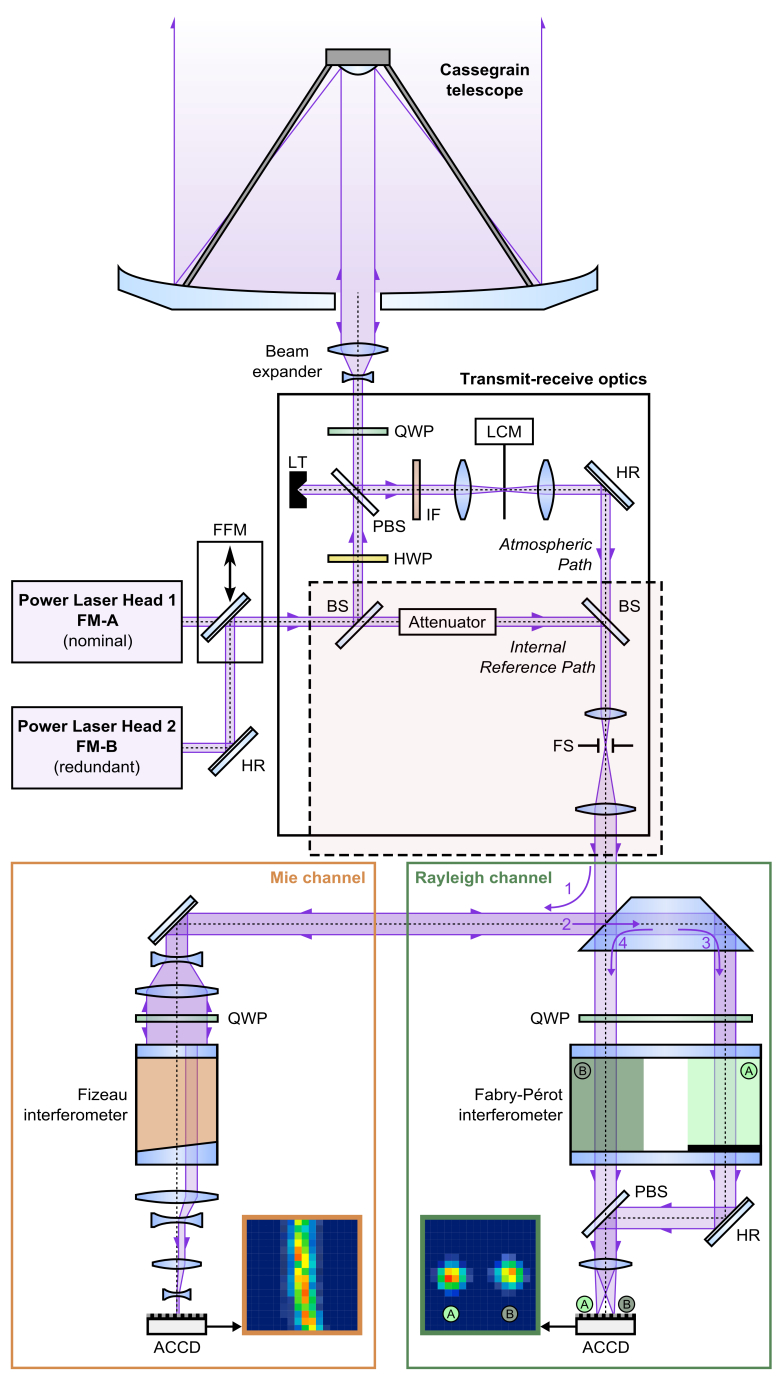 Cassegrain
telescope
Beam
expander
Transmit-receive optics
QWP
LCM
LT
HR
PBS
IF
FFM
HWP
Atmospheric
Path
Power Laser Head 1
FM-A
(nominal)
BS
Attenuator
BS
Internal
Reference Path
Power Laser Head 2
FM-B
(redundant)
HR
FS
Mie channel
Rayleigh channel
1
2
4
3
QWP
QWP
B
A
Fizeau
interferometer
Fabry-Pérot
interferometer
PBS
HR
A
B
A
B
ACCD
ACCD